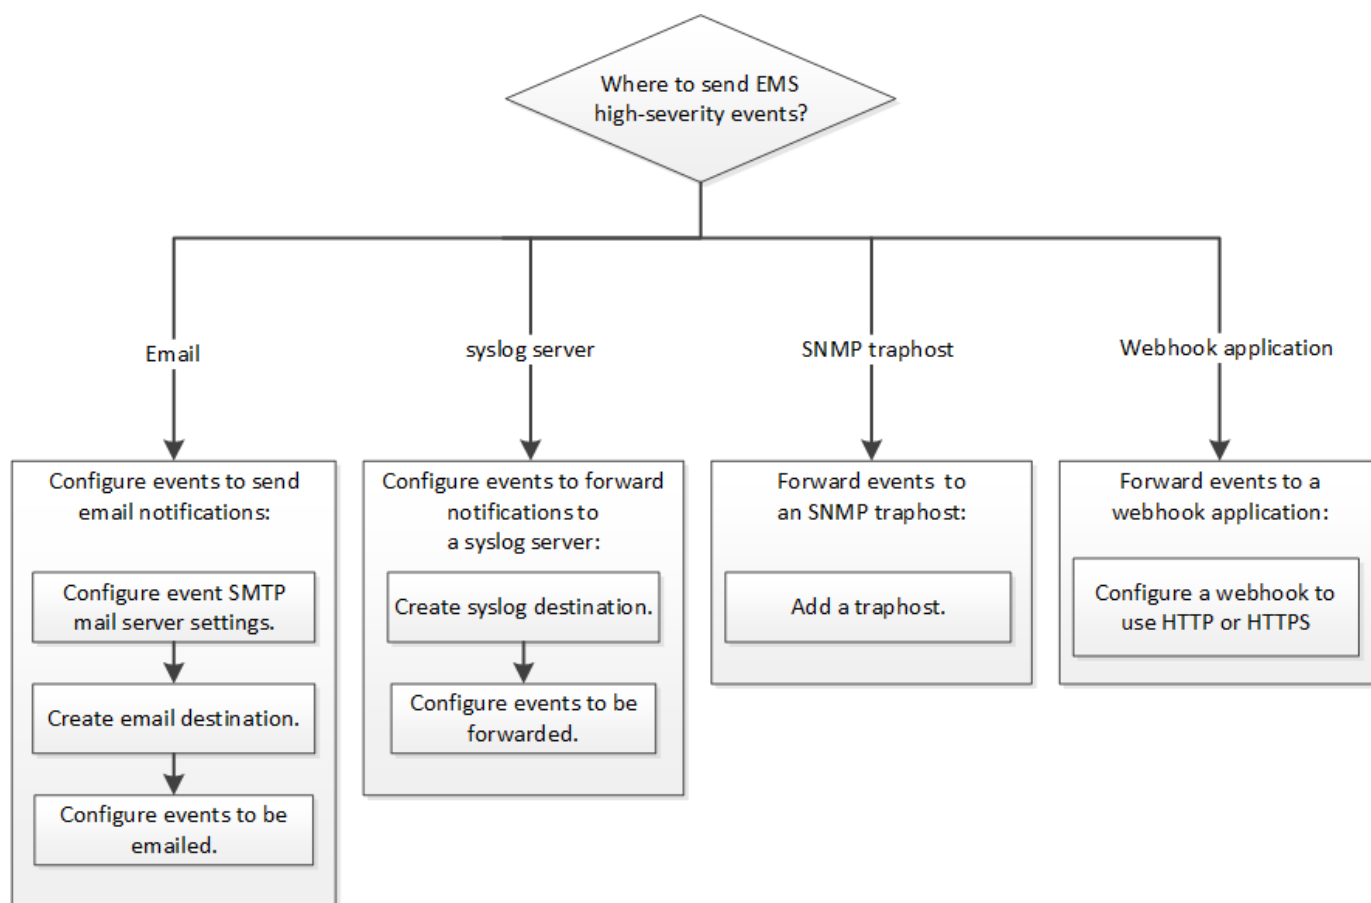 Where to send EMS
high-severity events?
Email
syslog server
SNMP traphost
Webhook application
Configure events to send
email notifications:
Configure event SMTP
mail server settings.
Create email destination.
Configure events to be
emailed.
Configure events to forward
notifications to
a syslog server:
Create syslog destination.
Configure events to be
forwarded.
Forward events to
an SNMP traphost:
Add a traphost.
Forward events to a
webhook application:
Configure a webhook to
use HTTP or HTTPS